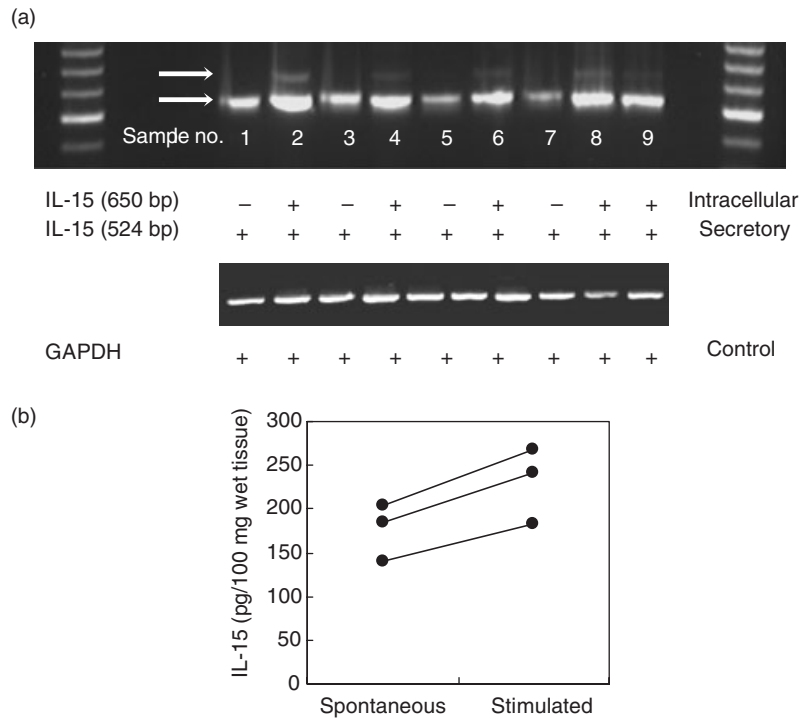 (a)
Sample no. 1 2 3 4 5 6 7 8 9
IL-15 (650 bp) – + – + – + – + + Intracellular
IL-15 (524 bp) + + + + + + + + + Secretory
GAPDH + + + + + + + + + Control
(b)
IL-15 (pg/100 mg wet tissue)
300
250
200
150
100
50
0
Spontaneous Stimulated